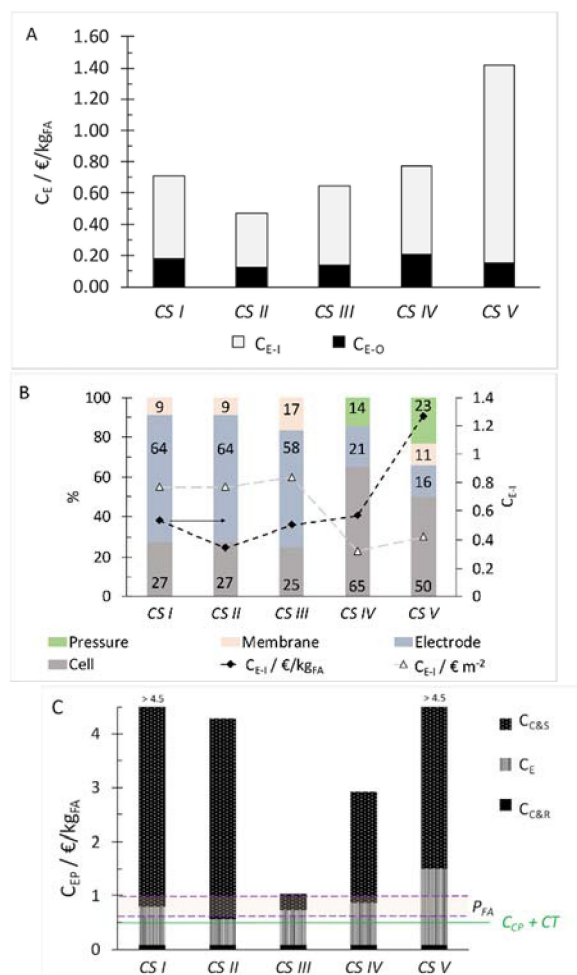 A
C_E / €/kg_FA
1.60
1.40
1.20
1.00
0.80
0.60
0.40
0.20
0.00
CS I CS II CS III CS IV CS V
C_E-I C_E-O
B
%
100
80
60
40
20
0
9 9 17 14 23
11
64 64 58 21 16
27 27 25 65 50
1.4
1.2
1
0.8
0.6
0.4
0.2
0
C_E-I
CS I CS II CS III CS IV CS V
Pressure Membrane Electrode
Cell C_E-I / €/kg_FA C_E-I / € m⁻²
C
C_EP / €/kg_FA
> 4.5 > 4.5
4
3
2
1
0
C_C&S
C_E
C_C&R
P_FA
C_CP + CT
CS I CS II CS III CS IV CS V